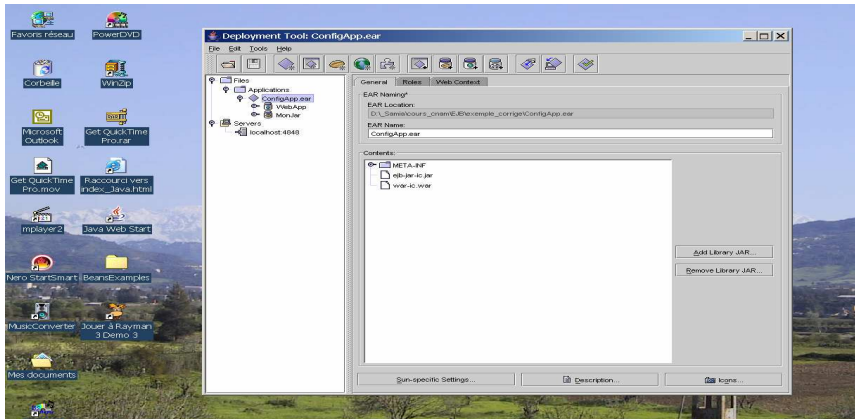 Favoris réseau
PowerDVD
Corbeille
WinZip
Microsoft Outlook
Get QuickTime Pro.rar
Get QuickTime Pro.mov
Raccourci vers index_Java.html
mplayer2
Java Web Start
Nero StartSmart
BeansExamples
MusicConverter
Jouer à Rayman 3 Demo 3
Mes documents
Deployment Tool: ConfigApp.ear
File Edit Tools Help
Files
Applications
ConfigApp.ear
WebApp
MonJar
Servers
localhost:4848
General Roles Web Context
EAR Naming*
EAR Location:
D:\_Samia\cours_cnam\EJB\exemple_corrige\ConfigApp.ear
EAR Name:
ConfigApp.ear
Contents:
META-INF
ejb-jar-ic.jar
war-ic.war
Add Library JAR...
Remove Library JAR...
Sun-specific Settings...
Description...
Icons...